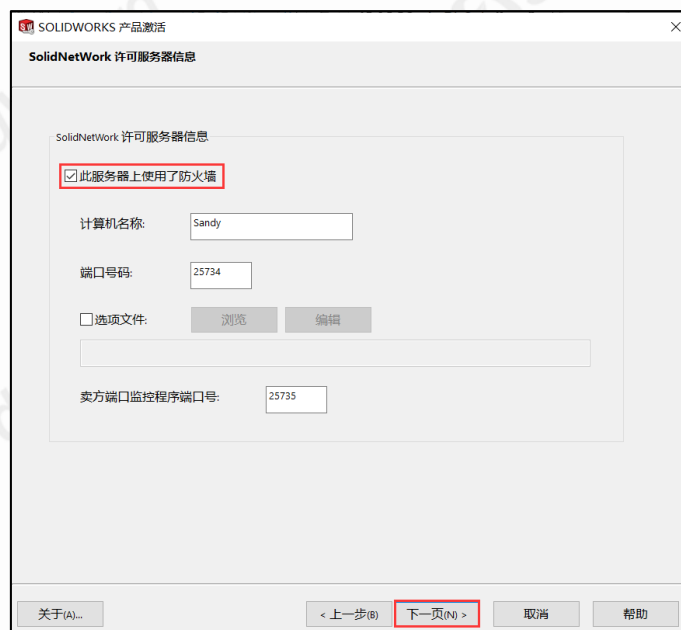 SOLIDWORKS 产品激活
SolidNetWork 许可服务器信息
SolidNetWork 许可服务器信息
此服务器上使用了防火墙
计算机名称: Sandy
端口号码: 25734
选项文件: 浏览 编辑
卖方端口监控程序端口号: 25735
关于(A)... < 上一步(B) 下一页(N) > 取消 帮助